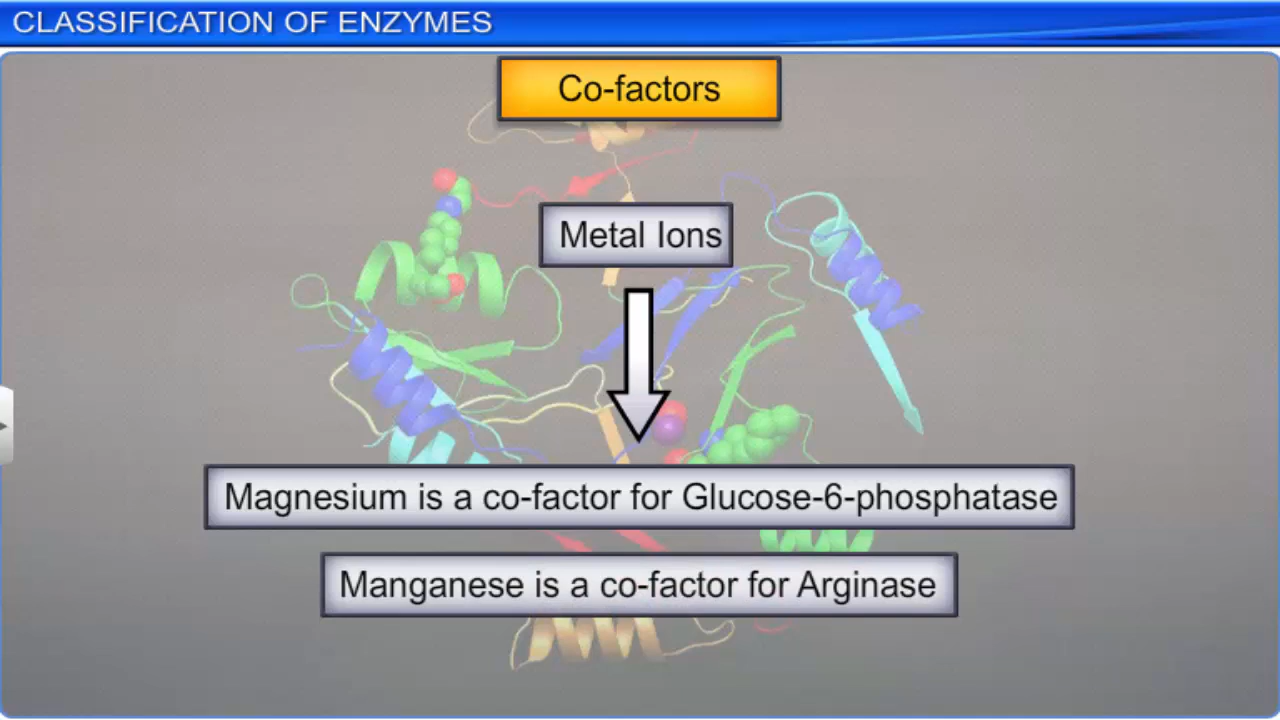 CLASSIFICATION OF ENZYMES
Co-factors
Metal Ions
Magnesium is a co-factor for Glucose-6-phosphatase
Manganese is a co-factor for Arginase